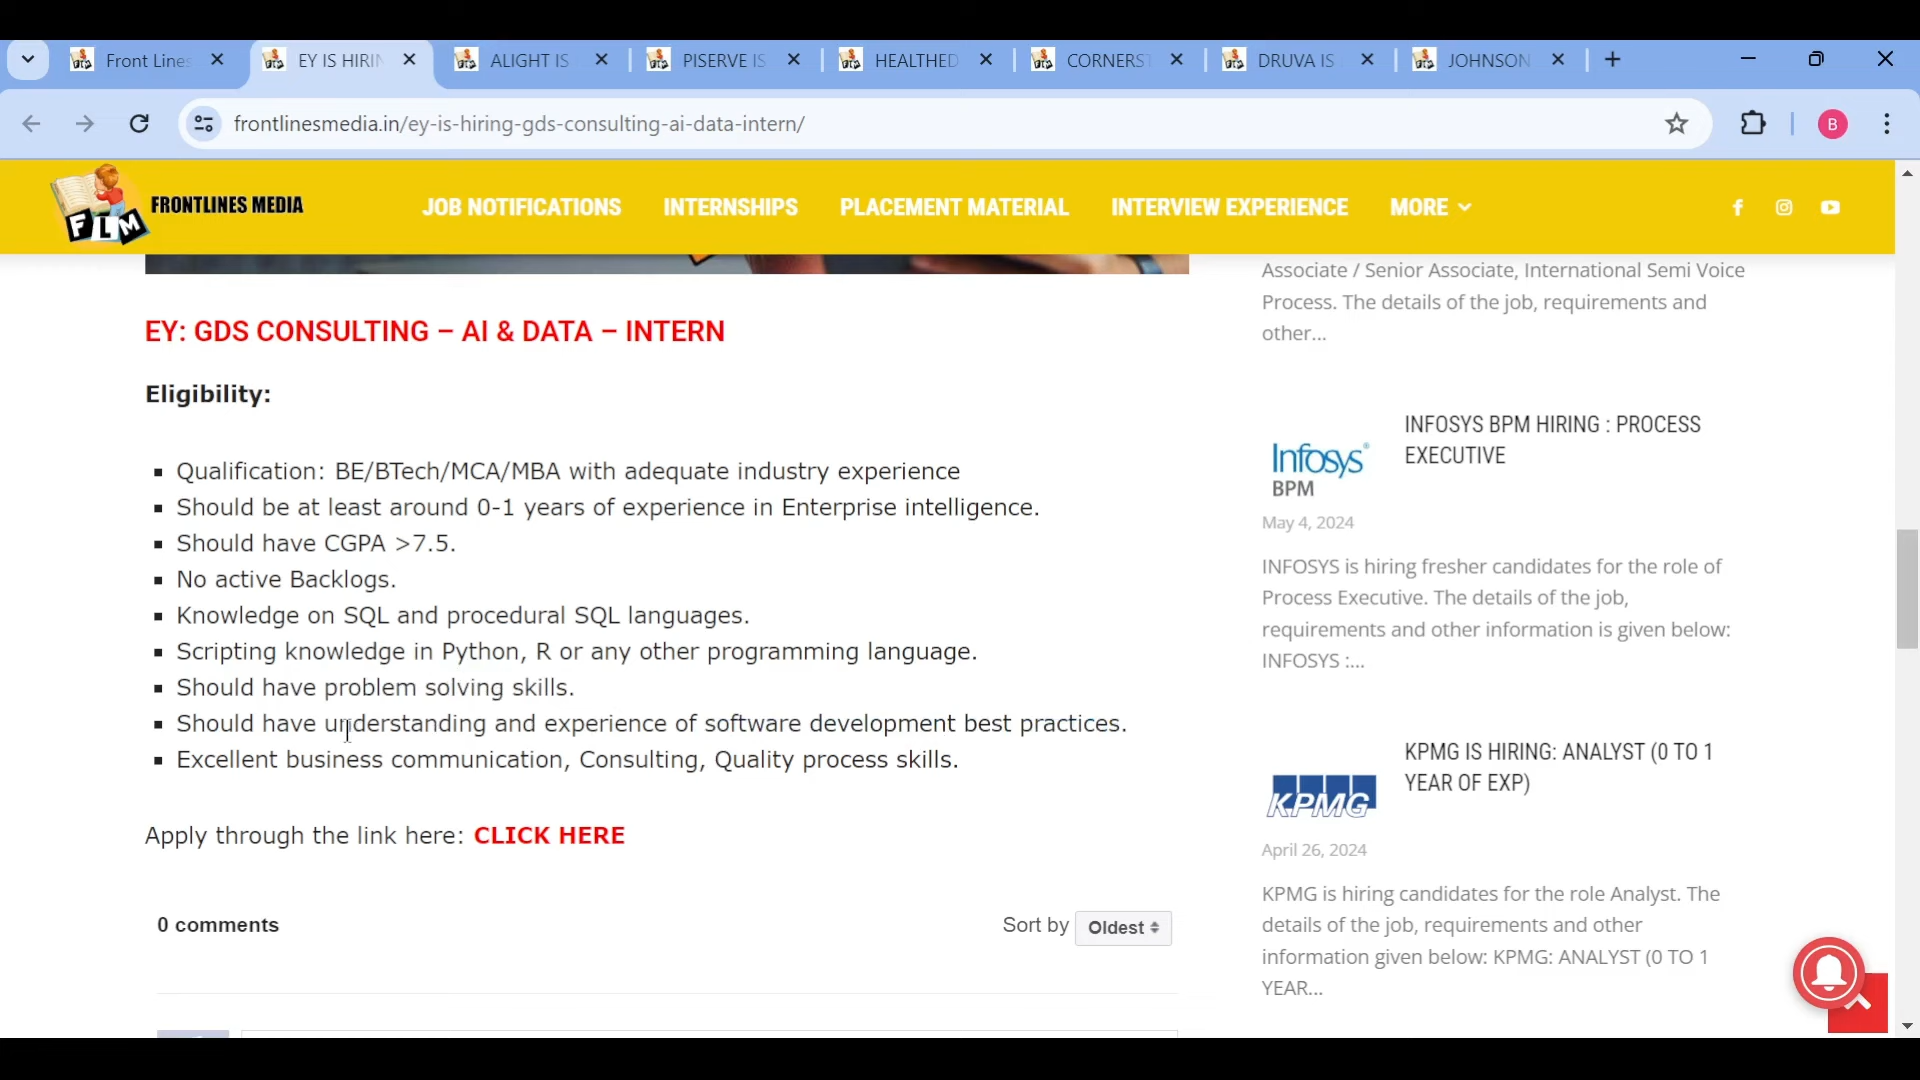 Front Lines
EY IS HIRIN
ALIGHT IS
PISERVE IS
HEALTHED
CORNERST
DRUVA IS
JOHNSON
frontlinesmedia.in/ey-is-hiring-gds-consulting-ai-data-intern/
B
FLM
FRONTLINES MEDIA
JOB NOTIFICATIONS
INTERNSHIPS
PLACEMENT MATERIAL
INTERVIEW EXPERIENCE
MORE
EY: GDS CONSULTING – AI & DATA – INTERN
Eligibility:
Qualification: BE/BTech/MCA/MBA with adequate industry experience
Should be at least around 0-1 years of experience in Enterprise intelligence.
Should have CGPA >7.5.
No active Backlogs.
Knowledge on SQL and procedural SQL languages.
Scripting knowledge in Python, R or any other programming language.
Should have problem solving skills.
Should have understanding and experience of software development best practices.
Excellent business communication, Consulting, Quality process skills.
Apply through the link here: CLICK HERE
0 comments
Sort by Oldest
Associate / Senior Associate, International Semi Voice
Process. The details of the job, requirements and
other...
Infosys
BPM
INFOSYS BPM HIRING : PROCESS
EXECUTIVE
May 4, 2024
INFOSYS is hiring fresher candidates for the role of
Process Executive. The details of the job,
requirements and other information is given below:
INFOSYS :...
KPMG
KPMG IS HIRING: ANALYST (0 TO 1
YEAR OF EXP)
April 26, 2024
KPMG is hiring candidates for the role Analyst. The
details of the job, requirements and other
information given below: KPMG: ANALYST (0 TO 1
YEAR...